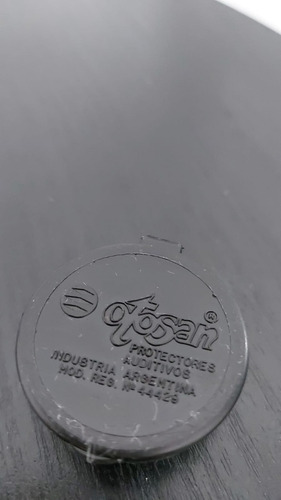 otosan®
PROTECTORES
AUDITIVOS
INDUSTRIA ARGENTINA
MOD. REG. Nº 44429